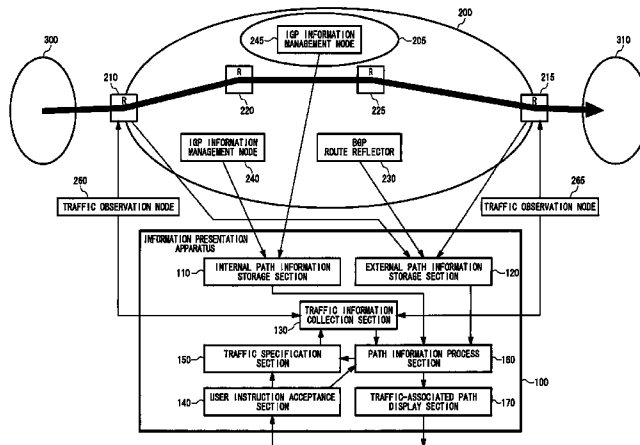 300
200
310
245
IGP INFORMATION
MANAGEMENT NODE
205
210
R
R
R
R
215
220
225
IGP INFORMATION
MANAGEMENT NODE
240
BGP
ROUTE REFLECTOR
230
260
TRAFFIC OBSERVATION NODE
265
TRAFFIC OBSERVATION NODE
INFORMATION PRESENTATION
APPARATUS
110
INTERNAL PATH INFORMATION
STORAGE SECTION
EXTERNAL PATH INFORMATION
STORAGE SECTION
120
TRAFFIC INFORMATION
COLLECTION SECTION
130
150
TRAFFIC SPECIFICATION
SECTION
PATH INFORMATION PROCESS
SECTION
160
100
140
USER INSTRUCTION ACCEPTANCE
SECTION
TRAFFIC-ASSOCIATED PATH
DISPLAY SECTION
170